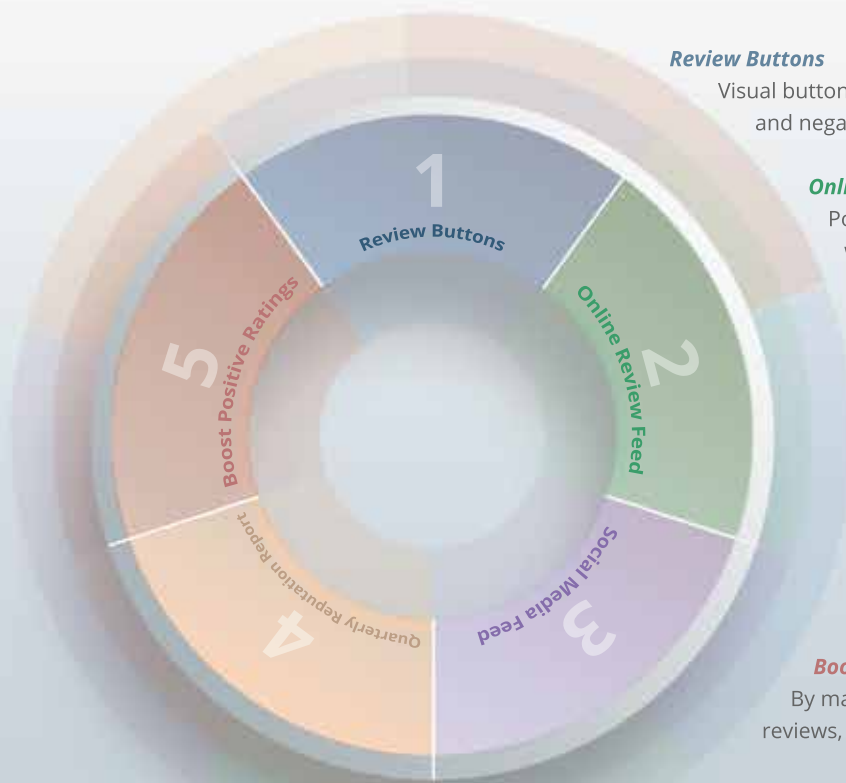 Review Buttons
Visual button
and nega
Onli
Po
1
Review Buttons
2
Online Review Feed
3
Social Media Feed
4
Quarterly Reputation Report
5
Boost Positive Ratings
Boo
By ma
reviews,